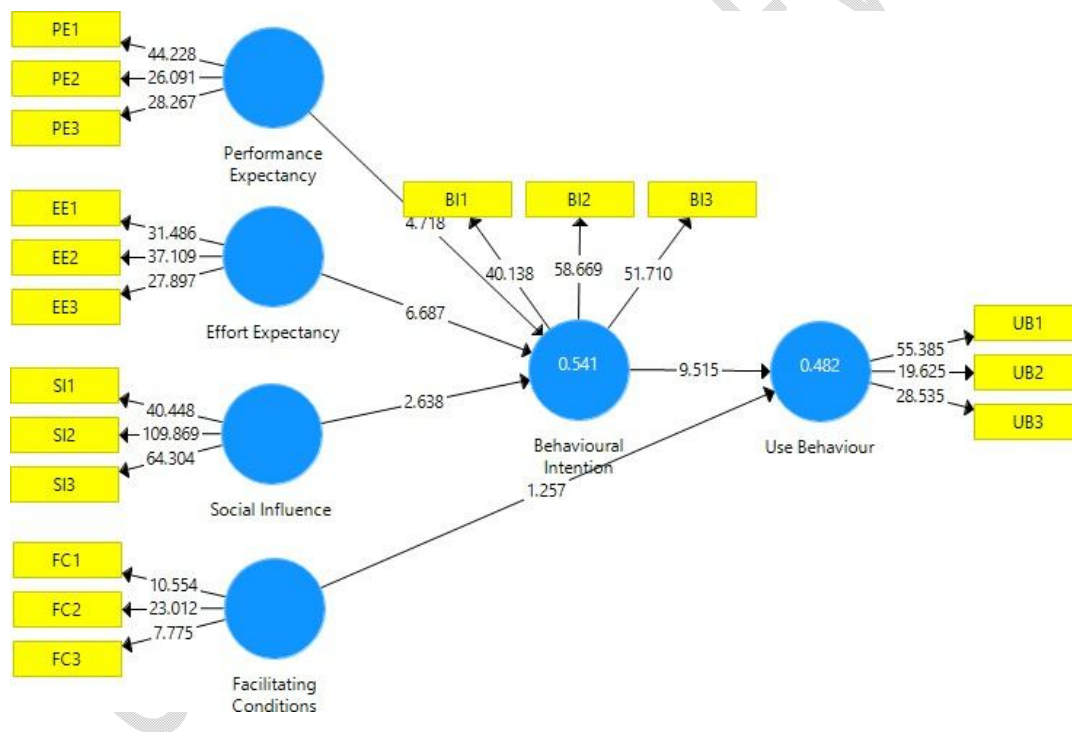 PE1
44.228
PE2
26.091
28.267
PE3
Performance
Expectancy
BI1
BI2
BI3
4.718
40.138
58.669
51.710
EE1
31.486
EE2
37.109
27.897
EE3
Effort Expectancy
6.687
0.541
9.515
0.482
UB1
55.385
UB2
19.625
28.535
UB3
SI1
40.448
SI2
109.869
64.304
SI3
Social Influence
2.638
Behavioural
Intention
Use Behaviour
1.257
FC1
10.554
FC2
23.012
7.775
FC3
Facilitating
Conditions